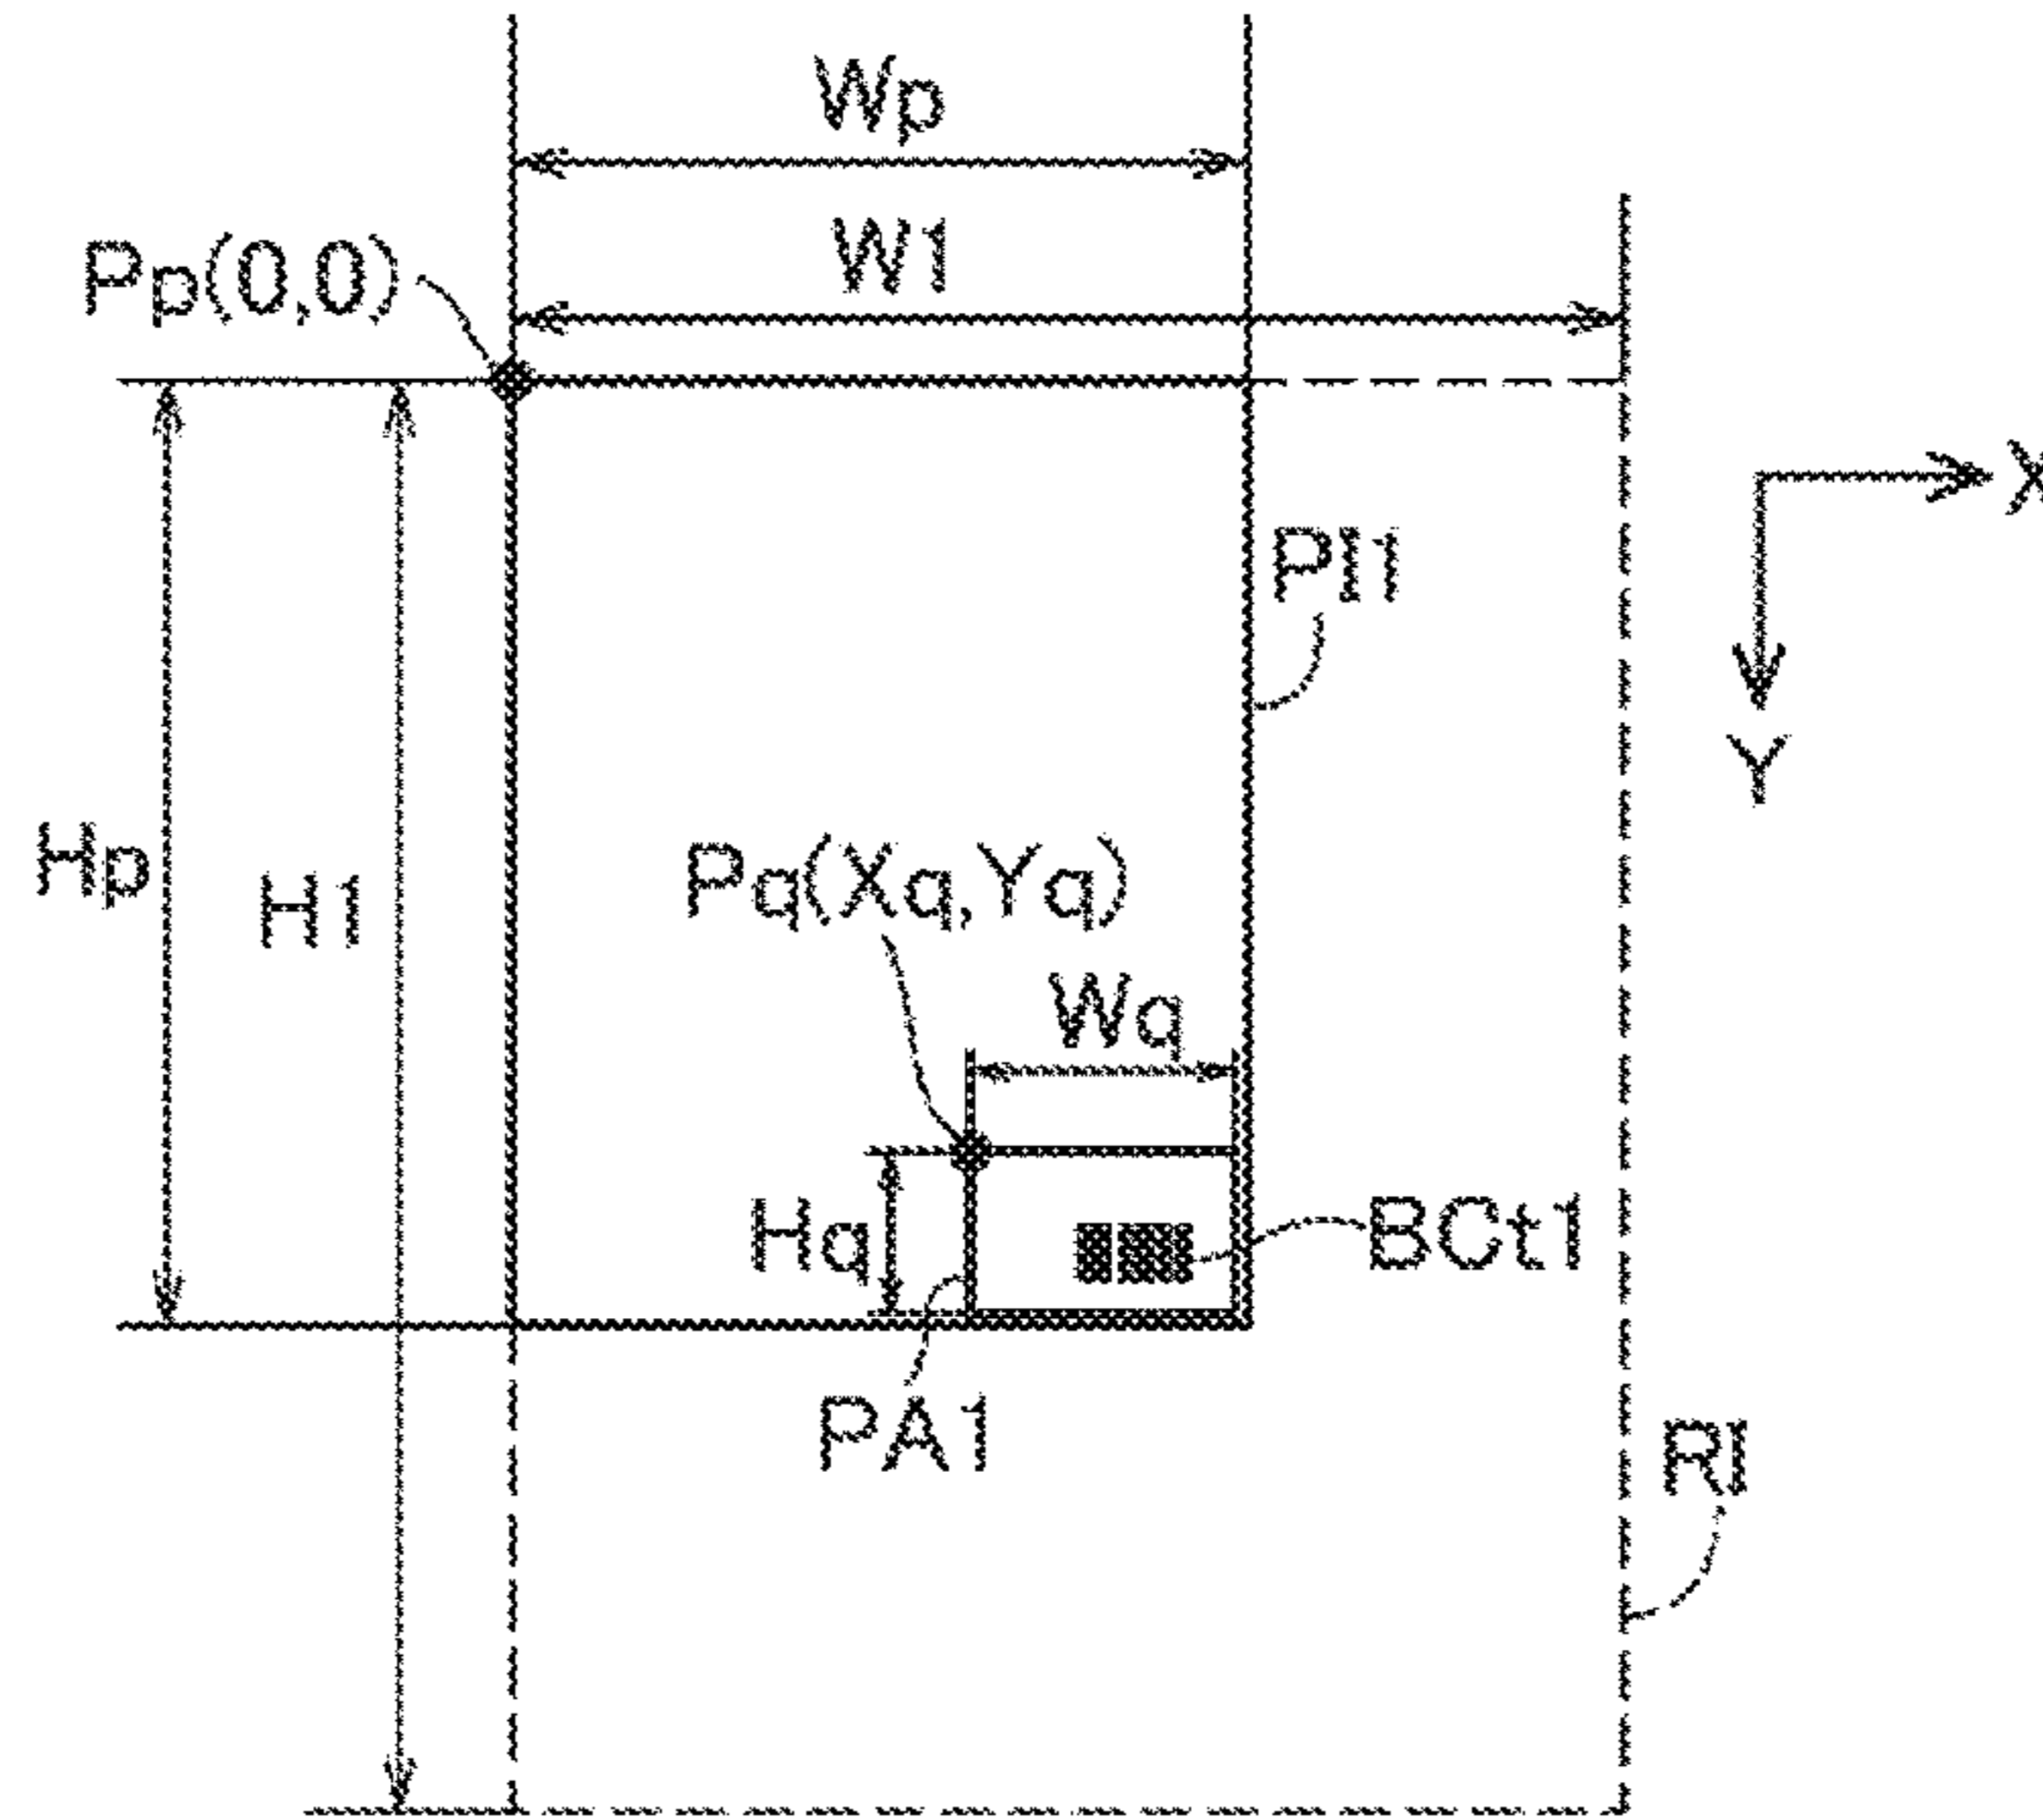 Wp
W1
Pp(0,0)
X
PI1
Y
Hp
H1
Pq(Xq,Yq)
Wq
Hq
BCt1
PA1
RI